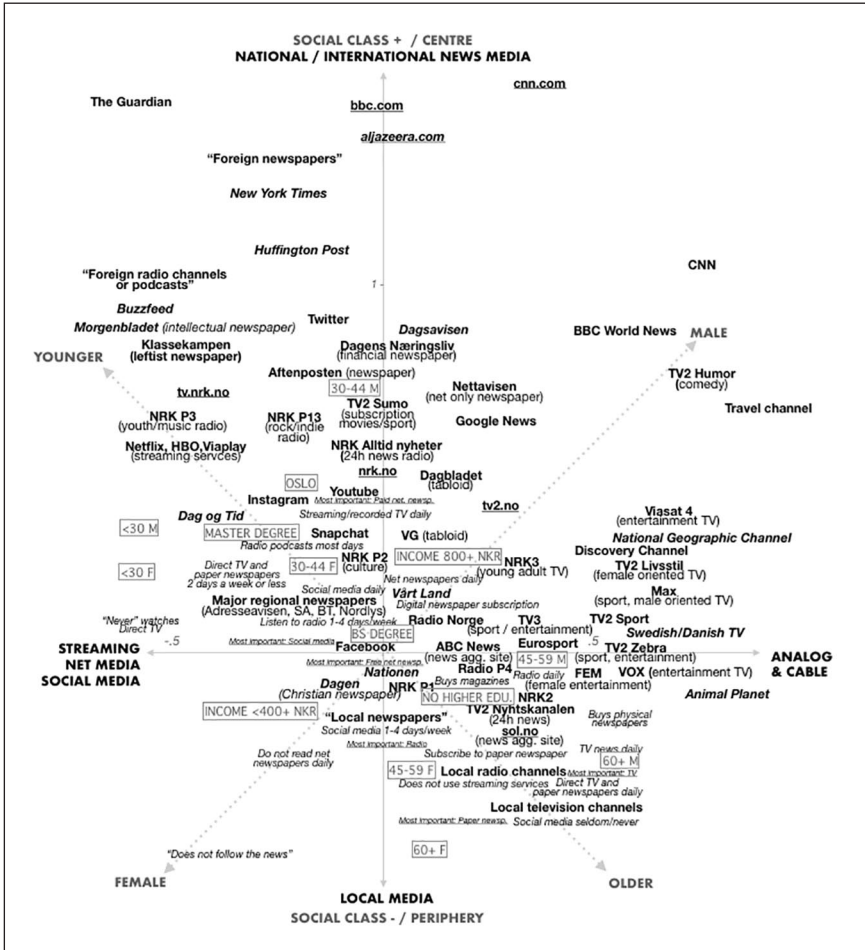 SOCIAL CLASS + / CENTRE
NATIONAL / INTERNATIONAL NEWS MEDIA
cnn.com
The Guardian
bbc.com
aljazeera.com
“Foreign newspapers”
New York Times
Huffington Post
CNN
“Foreign radio channels
or podcasts”
1 -
Buzzfeed
Twitter
Morgenbladet (intellectual newspaper)
Dagsavisen
BBC World News
MALE
Klassekampen
(leftist newspaper)
Dagens Næringsliv
(financial newspaper)
YOUNGER
Aftenposten (newspaper)
TV2 Humor
(comedy)
30-44 M
tv.nrk.no
Nettavisen
(net only newspaper)
TV2 Sumo
(subscription
movies/sport)
Travel channel
NRK P3
(youth/music radio)
NRK P13
(rock/indie
radio)
Google News
Netflix, HBO,Viaplay
(streaming servces)
NRK Alltid nyheter
(24h news radio)
nrk.no
Dagbladet
(tabloid)
OSLO
Youtube
Instagram
Most important: Paid net. newsp.
tv2.no
Streaming/recorded TV daily
Viasat 4
(entertainment TV)
Dag og Tid
<30 M
MASTER DEGREE
Snapchat
VG (tabloid)
National Geographic Channel
Radio podcasts most days
Discovery Channel
NRK P2
(culture)
INCOME 800+ NKR
NRK3
(young adult TV)
TV2 Livsstil
(female oriented TV)
<30 F
Direct TV and
paper newspapers
2 days a week or less
30-44 F
Net newspapers daily
Social media daily
Vårt Land
Max
(sport, male oriented TV)
Major regional newspapers
(Adresseavisen, SA, BT, Nordlys)
Digital newspaper subscription
“Never” watches
Direct TV
Listen to radio 1-4 days/week
Radio Norge
TV3
(sport / entertainment)
TV2 Sport
BS DEGREE
Swedish/Danish TV
-.5
Most important: Social media
Facebook
ABC News
(news agg. site)
Eurosport
.5
TV2 Zebra
(sport, entertainment)
STREAMING
NET MEDIA
SOCIAL MEDIA
ANALOG
& CABLE
Most important: Free net newsp.
45-59 M
Nationen
Radio P4
Radio daily
FEM
(female entertainment)
VOX (entertainment TV)
Dagen
(Christian newspaper)
Buys magazines
NRK P1
NO HIGHER EDU.
NRK2
Animal Planet
INCOME <400+ NKR
“Local newspapers”
TV2 Nyhtskanalen
(24h news)
Buys physical
newspapers
Social media 1-4 days/week
sol.no
(news agg. site)
Most important: Radio
Do not read net
newspapers daily
Subscribe to paper newspaper
TV news daily
60+ M
45-59 F
Local radio channels
Most important: TV
Does not use streaming services
Direct TV and
paper newspapers daily
Local television channels
Most important: Paper newsp.
Social media seldom/never
“Does not follow the news”
60+ F
FEMALE
OLDER
LOCAL MEDIA
SOCIAL CLASS - / PERIPHERY